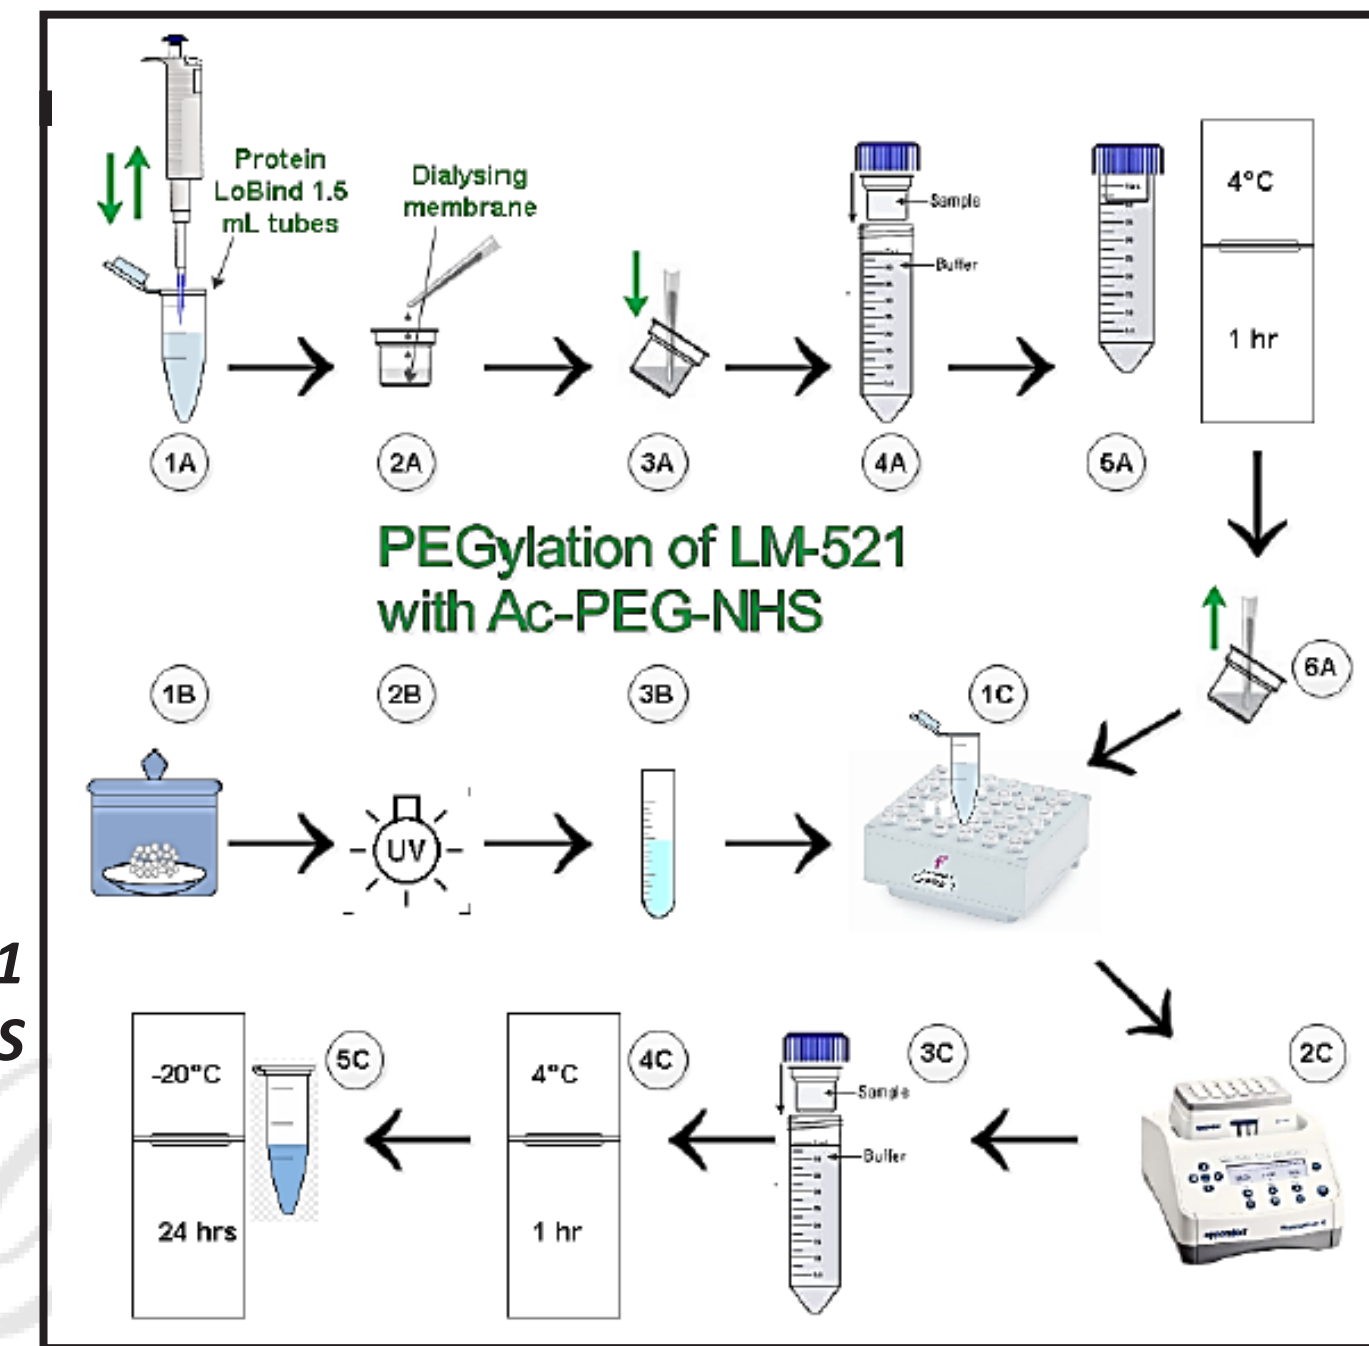 Protein
LoBind 1.5
mL tubes
Dialysing
membrane
Sample
Buffer
4°C
1 hr
1A
2A
3A
4A
5A
PEGylation of LM-521
with Ac-PEG-NHS
6A
1B
2B
3B
1C
UV
1
S
-20°C
24 hrs
5C
4°C
1 hr
4C
3C
Sample
Buffer
2C
eppendorf